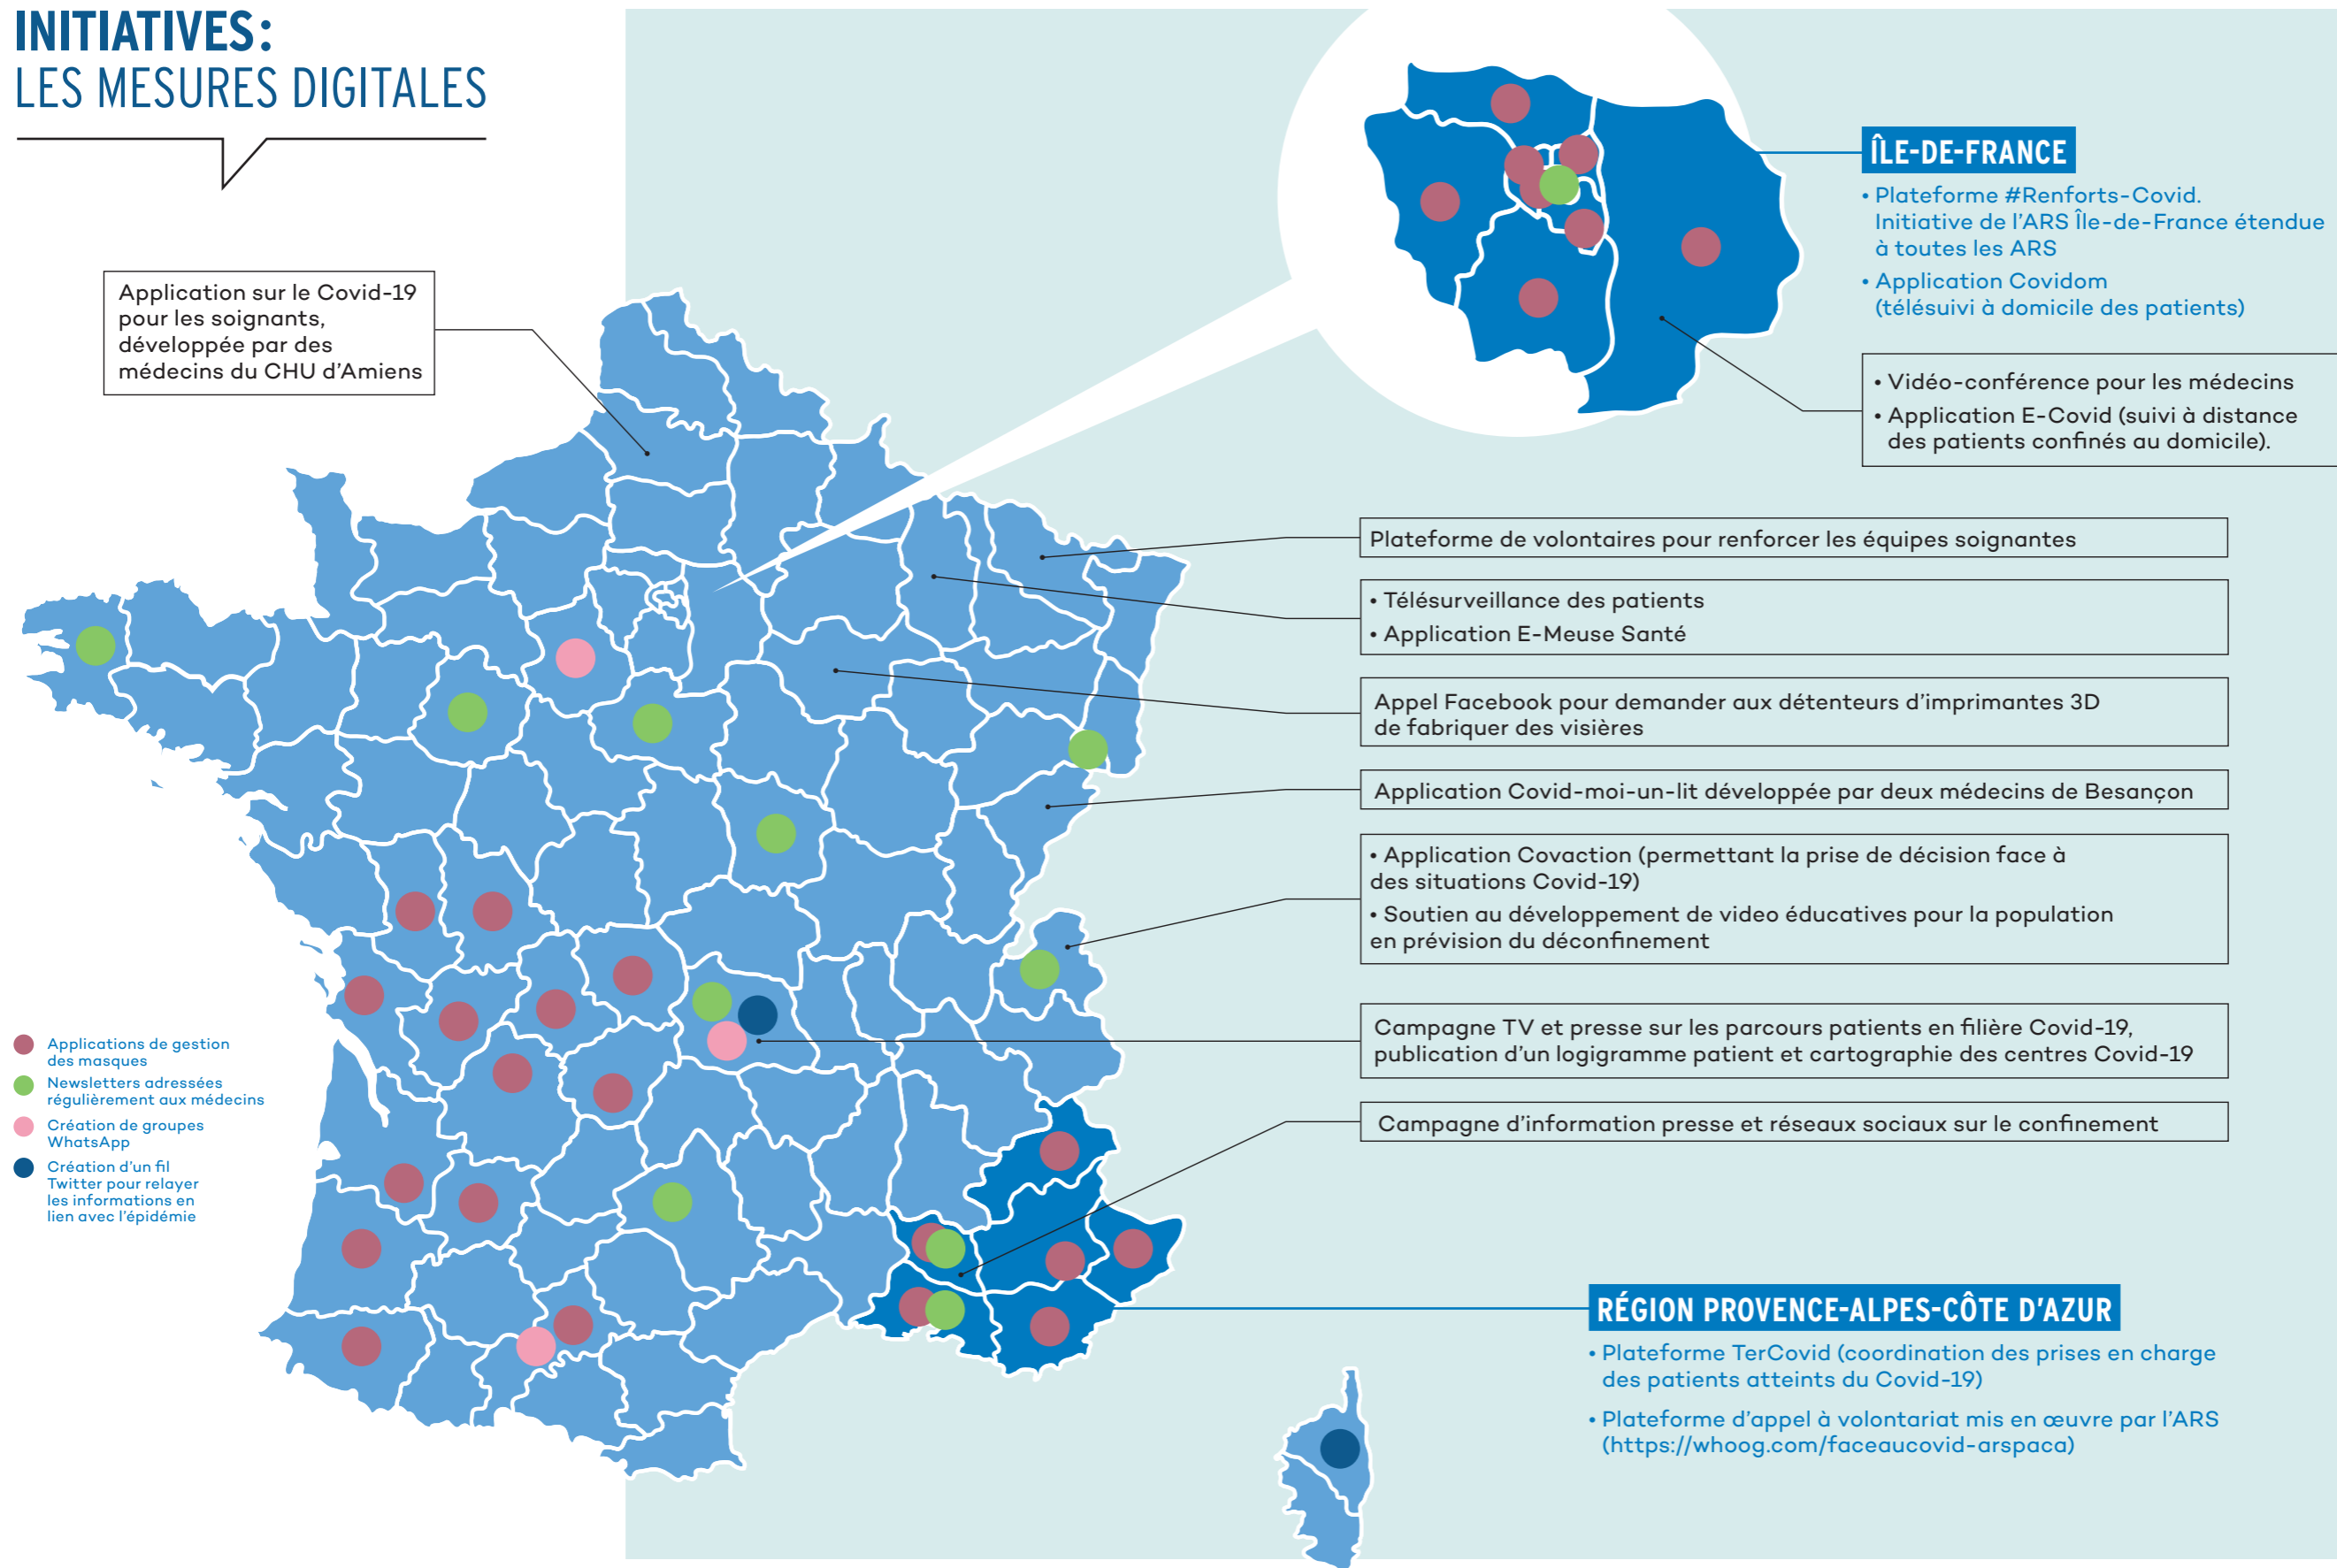 INITIATIVES:
LES MESURES DIGITALES
Application sur le Covid-19
pour les soignants,
développée par des
médecins du CHU d'Amiens
ÎLE-DE-FRANCE
• Plateforme #Renforts-Covid.
Initiative de l'ARS Île-de-France étendue
à toutes les ARS
• Application Covidom
(télésuivi à domicile des patients)
• Vidéo-conférence pour les médecins
• Application E-Covid (suivi à distance
des patients confinés au domicile).
Plateforme de volontaires pour renforcer les équipes soignantes
• Télésurveillance des patients
• Application E-Meuse Santé
Appel Facebook pour demander aux détenteurs d'imprimantes 3D
de fabriquer des visières
Application Covid-moi-un-lit développée par deux médecins de Besançon
• Application Covaction (permettant la prise de décision face à
des situations Covid-19)
• Soutien au développement de video éducatives pour la population
en prévision du déconfinement
Campagne TV et presse sur les parcours patients en filière Covid-19,
publication d'un logigramme patient et cartographie des centres Covid-19
Campagne d'information presse et réseaux sociaux sur le confinement
Applications de gestion
des masques
Newsletters adressées
régulièrement aux médecins
Création de groupes
WhatsApp
Création d'un fil
Twitter pour relayer
les informations en
lien avec l'épidémie
RÉGION PROVENCE-ALPES-CÔTE D'AZUR
• Plateforme TerCovid (coordination des prises en charge
des patients atteints du Covid-19)
• Plateforme d'appel à volontariat mis en œuvre par l'ARS
(https://whoog.com/faceaucovid-arspaca)